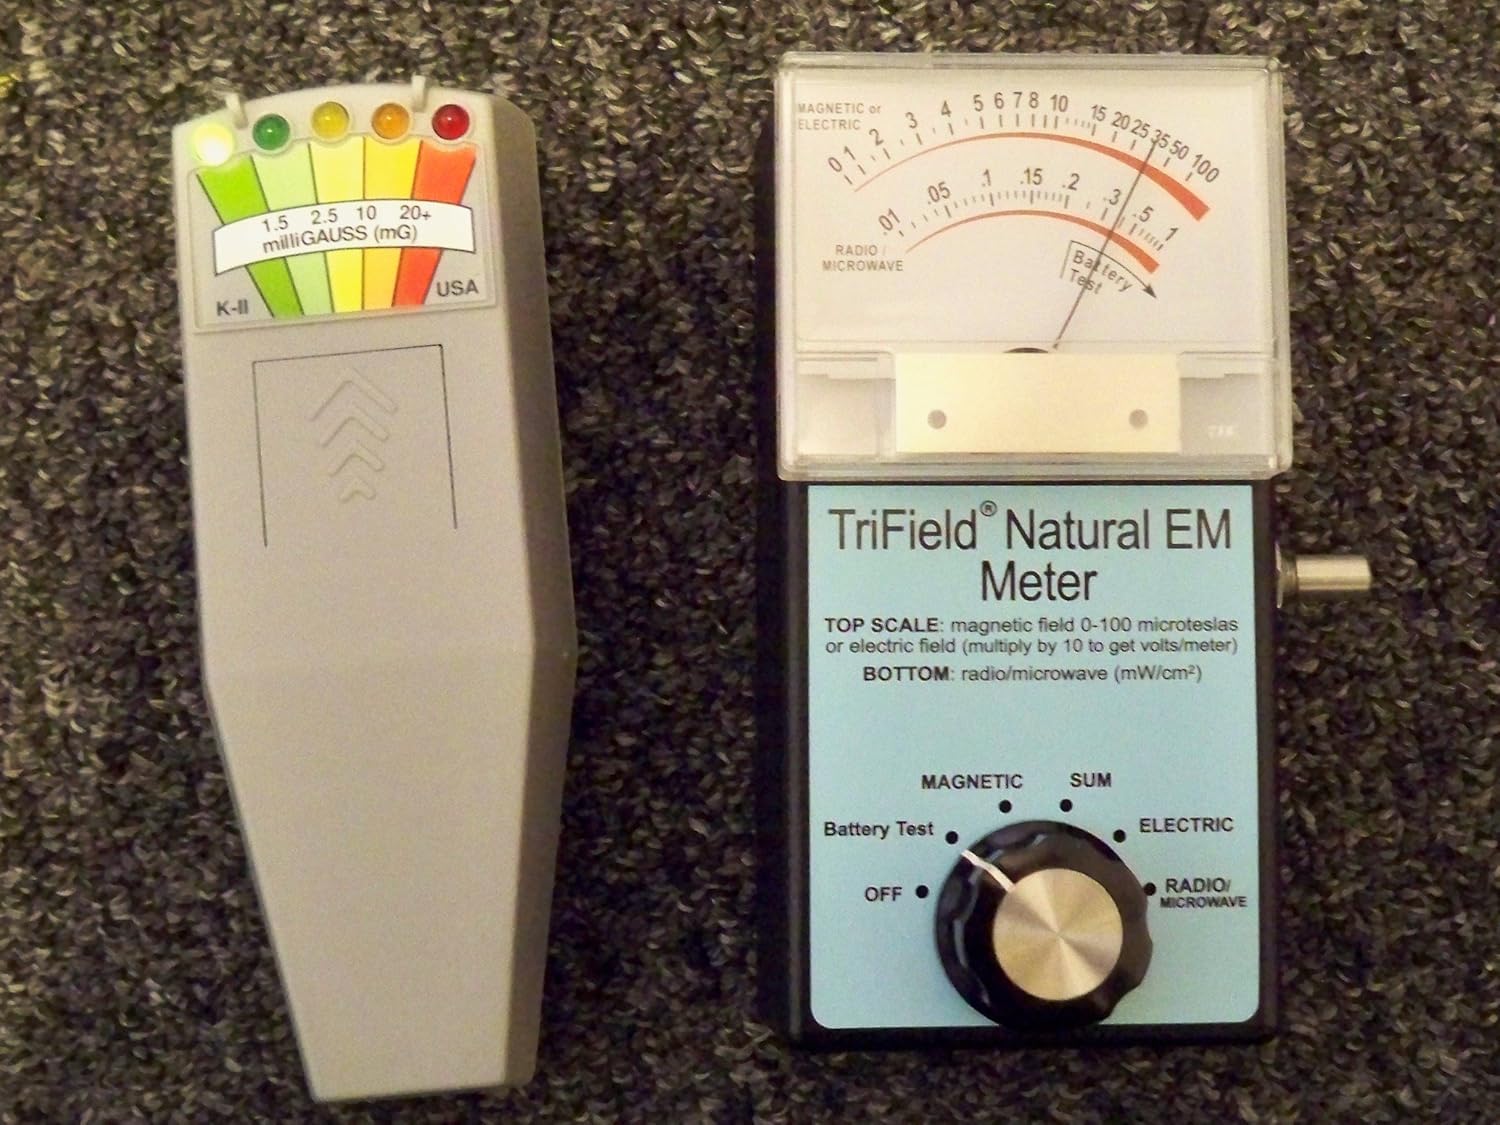 1.5 2.5 10 20+
milliGAUSS (mG)
K-II
USA
MAGNETIC or
ELECTRIC
0 1 2 3 4 5 6 7 8 10 15 20 25 35 50 100
.01 .05 .1 .15 .2 .3 .5 1
RADIO /
MICROWAVE
Battery
Test
TriField® Natural EM
Meter
TOP SCALE: magnetic field 0-100 microteslas
or electric field (multiply by 10 to get volts/meter)
BOTTOM: radio/microwave (mW/cm²)
MAGNETIC
SUM
Battery Test
ELECTRIC
OFF
RADIO/
MICROWAVE